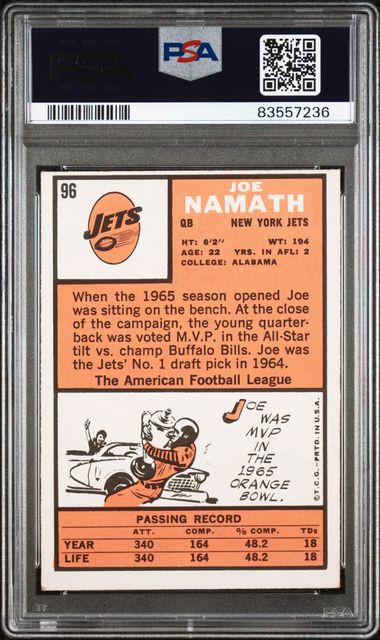 PSA
PSA
83557236
96
JETS
JOE
NAMATH
QB NEW YORK JETS
HT: 6'2" WT: 194
AGE: 22 YRS. IN AFL: 2
COLLEGE: ALABAMA
When the 1965 season opened Joe
was sitting on the bench. At the close
of the campaign, the young quarter-
back was voted M.V.P. in the All-Star
tilt vs. champ Buffalo Bills. Joe was
the Jets' No. 1 draft pick in 1964.
The American Football League
JOE
WAS
MVP
IN
THE
1965
ORANGE
BOWL.
©T.C.G.—PRTD. IN U.S.A.
PASSING RECORD
ATT. COMP. % COMP. TDs
YEAR 340 164 48.2 18
LIFE 340 164 48.2 18
PSA